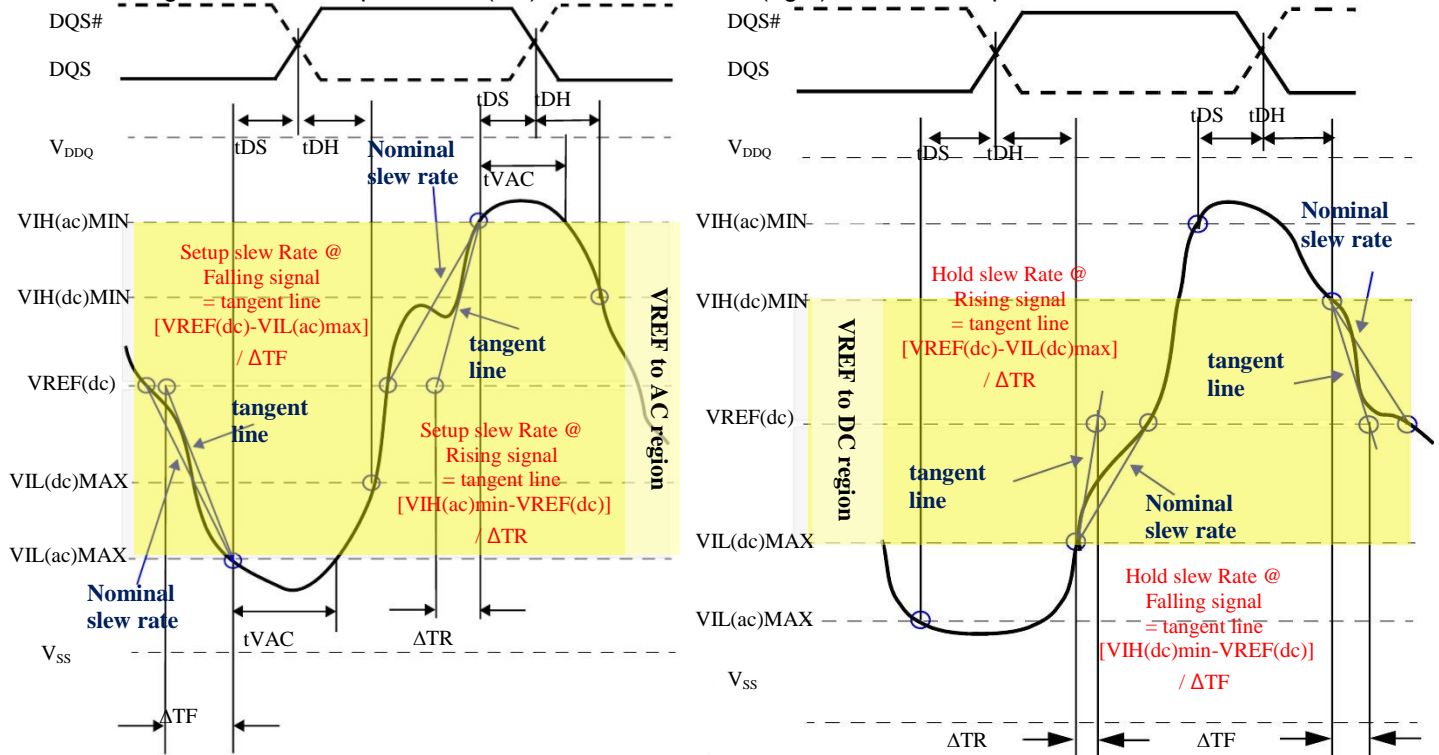 DQS#
DQS
tDS
tDH
tDS
tDH
V_DDQ
Nominal
slew rate
tVAC
VIH(ac)MIN
Setup slew Rate @
Falling signal
= tangent line
[VREF(dc)-VIL(ac)max]
/ ΔTF
VIH(dc)MIN
tangent
line
VREF to AC region
VREF(dc)
tangent
line
Setup slew Rate @
Rising signal
= tangent line
[VIH(ac)min-VREF(dc)]
/ ΔTR
VIL(dc)MAX
VIL(ac)MAX
Nominal
slew rate
tVAC
ΔTR
V_SS
ΔTF
DQS#
DQS
tDS
tDH
tDS
tDH
V_DDQ
VIH(ac)MIN
Nominal
slew rate
Hold slew Rate @
Rising signal
= tangent line
[VREF(dc)-VIL(dc)max]
/ ΔTR
VIH(dc)MIN
VREF to DC region
tangent
line
VREF(dc)
tangent
line
Nominal
slew rate
VIL(dc)MAX
Hold slew Rate @
Falling signal
= tangent line
[VIH(dc)min-VREF(dc)]
/ ΔTF
VIL(ac)MAX
V_SS
ΔTR
ΔTF